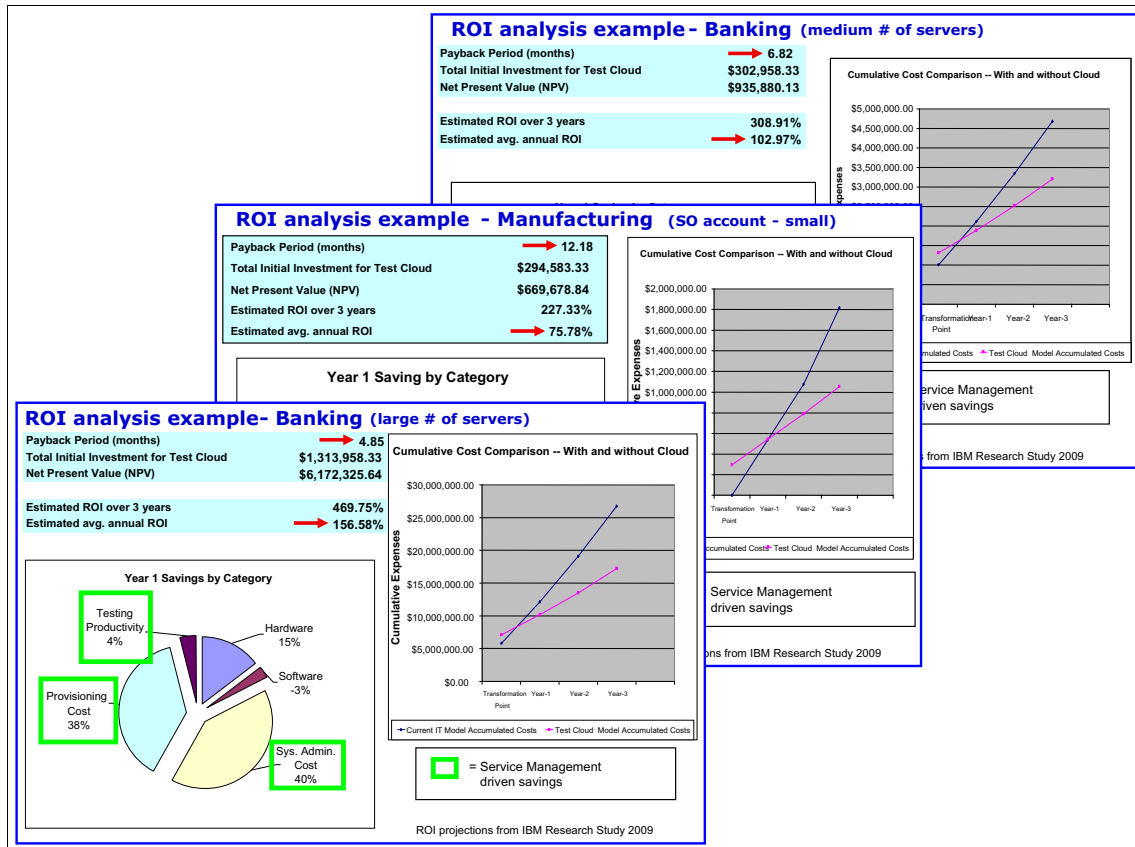 ROI analysis example - Banking (medium # of servers)
Payback Period (months) 6.82
Total Initial Investment for Test Cloud $302,958.33
Net Present Value (NPV) $935,880.13
Estimated ROI over 3 years 308.91%
Estimated avg. annual ROI 102.97%
Cumulative Cost Comparison -- With and without Cloud
$5,000,000.00
$4,500,000.00
$4,000,000.00
$3,500,000.00
$3,000,000.00
Expenses
Transformation Point
Year-1
Year-2
Year-3
Test Cloud Model Accumulated Costs
from IBM Research Study 2009
ROI analysis example - Manufacturing (SO account - small)
Payback Period (months) 12.18
Total Initial Investment for Test Cloud $294,583.33
Net Present Value (NPV) $669,678.84
Estimated ROI over 3 years 227.33%
Estimated avg. annual ROI 75.78%
Year 1 Saving by Category
Cumulative Cost Comparison -- With and without Cloud
$2,000,000.00
$1,800,000.00
$1,600,000.00
$1,400,000.00
$1,200,000.00
$1,000,000.00
Expenses
Transformation
Point
Year-1
Year-2
Year-3
Test Cloud Model Accumulated Costs
Service Management
driven savings
from IBM Research Study 2009
ROI analysis example- Banking (large # of servers)
Payback Period (months) 4.85
Total Initial Investment for Test Cloud $1,313,958.33
Net Present Value (NPV) $6,172,325.64
Estimated ROI over 3 years 469.75%
Estimated avg. annual ROI 156.58%
Year 1 Savings by Category
Testing
Productivity
4%
Hardware
15%
Software
-3%
Provisioning
Cost
38%
Sys. Admin.
Cost
40%
Cumulative Cost Comparison -- With and without Cloud
$30,000,000.00
$25,000,000.00
$20,000,000.00
$15,000,000.00
$10,000,000.00
$5,000,000.00
$0.00
Cumulative Expenses
Transformation
Point
Year-1
Year-2
Year-3
Current IT Model Accumulated Costs
Test Cloud Model Accumulated Costs
= Service Management
driven savings
ROI projections from IBM Research Study 2009